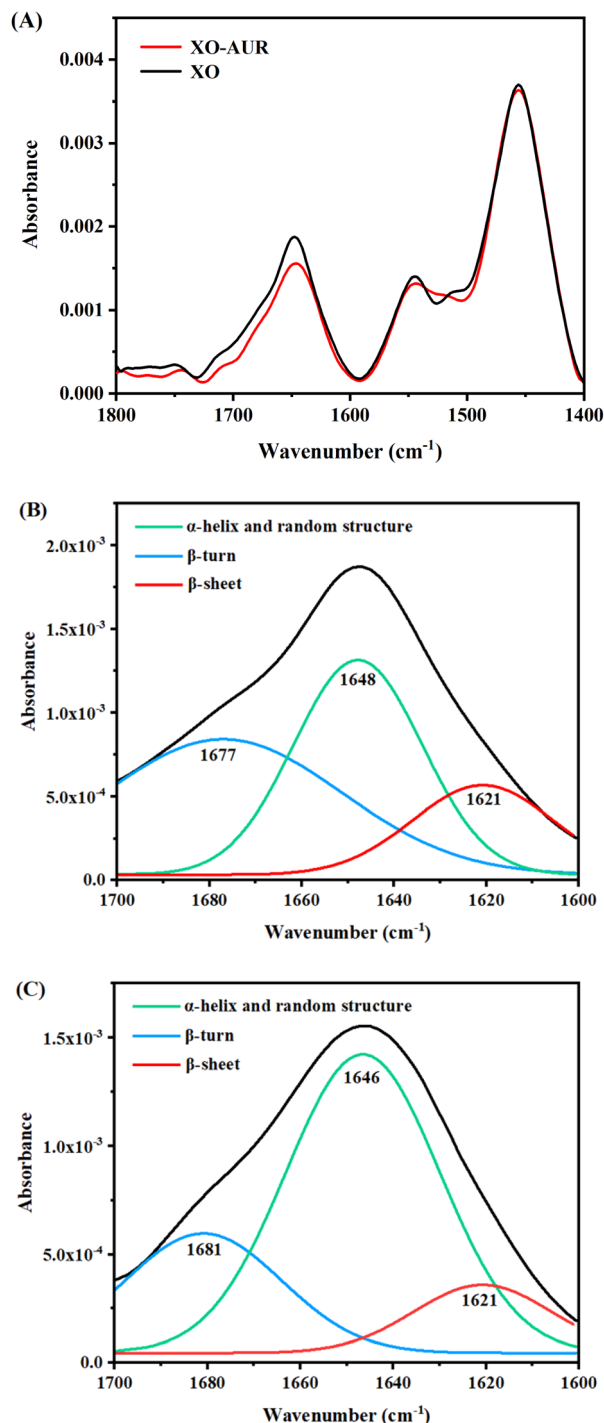 (A)
XO-AUR
XO
0.004
0.003
0.002
0.001
0.000
Absorbance
1800 1700 1600 1500 1400
Wavenumber (cm⁻¹)
(B)
α-helix and random structure
β-turn
β-sheet
2.0x10⁻³
1.5x10⁻³
1.0x10⁻³
5.0x10⁻⁴
0.0
Absorbance
1648
1677
1621
1700 1680 1660 1640 1620 1600
Wavenumber (cm⁻¹)
(C)
α-helix and random structure
β-turn
β-sheet
1.5x10⁻³
1.0x10⁻³
5.0x10⁻⁴
0.0
Absorbance
1646
1681
1621
1700 1680 1660 1640 1620 1600
Wavenumber (cm⁻¹)